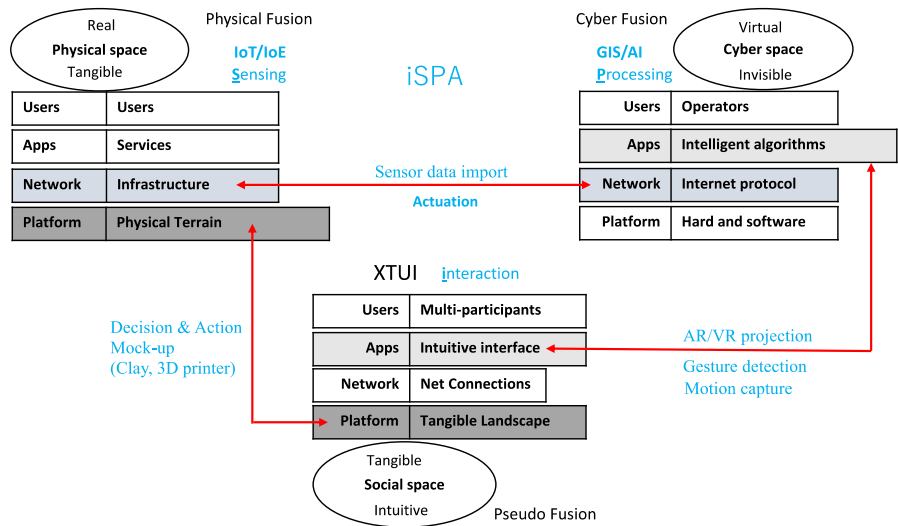 Real
Physical space
Tangible
Physical Fusion
IoT/IoE
Sensing
iSPA
Cyber Fusion
GIS/AI
Processing
Virtual
Cyber space
Invisible
Users Users
Apps Services
Network Infrastructure
Platform Physical Terrain
Sensor data import
Actuation
Users Operators
Apps Intelligent algorithms
Network Internet protocol
Platform Hard and software
XTUI interaction
Users Multi-participants
Apps Intuitive interface
Network Net Connections
Platform Tangible Landscape
Decision & Action
Mock-up
(Clay, 3D printer)
AR/VR projection
Gesture detection
Motion capture
Tangible
Social space
Intuitive
Pseudo Fusion